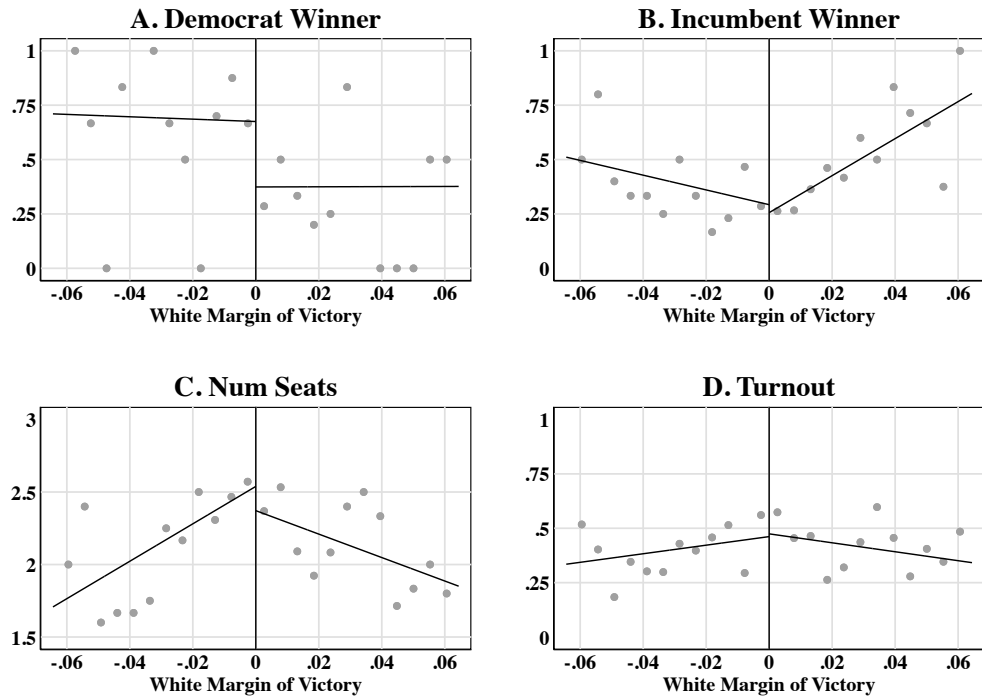 A. Democrat Winner
1
.75
.5
.25
0
-.06 -.04 -.02 0 .02 .04 .06
White Margin of Victory
B. Incumbent Winner
1
.75
.5
.25
0
-.06 -.04 -.02 0 .02 .04 .06
White Margin of Victory
C. Num Seats
3
2.5
2
1.5
-.06 -.04 -.02 0 .02 .04 .06
White Margin of Victory
D. Turnout
1
.75
.5
.25
0
-.06 -.04 -.02 0 .02 .04 .06
White Margin of Victory